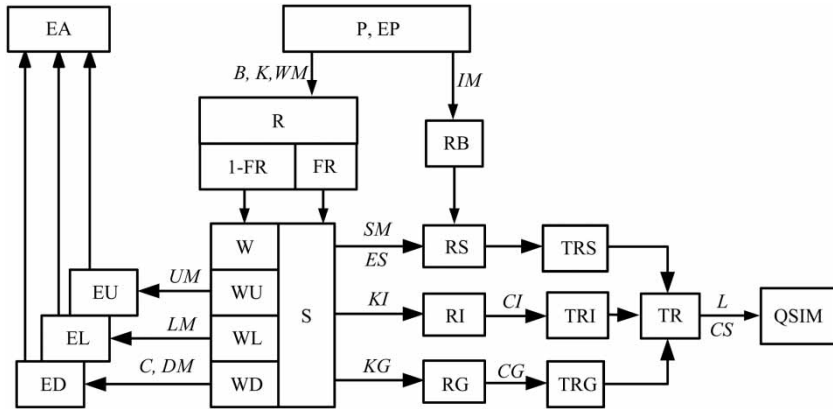 EA
P, EP
B, K,WM
IM
R
RB
1-FR
FR
W
SM
ES
RS
TRS
EU
UM
WU
S
KI
RI
CI
TRI
TR
L
CS
QSIM
EL
LM
WL
ED
C, DM
WD
KG
RG
CG
TRG